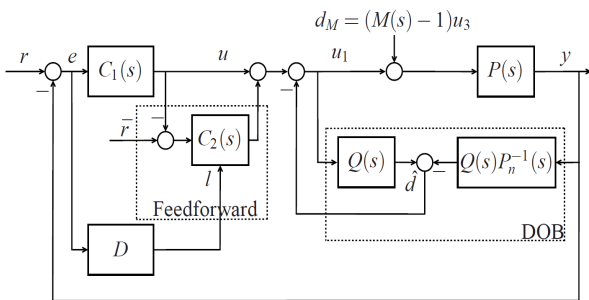 d_M = (M(s) − 1)u_3
r
e
C_1(s)
u
u_1
P(s)
y
−
−
−
r̄
C_2(s)
Q(s)
d̂
−
Q(s)P_n^{-1}(s)
l
Feedforward
D
DOB